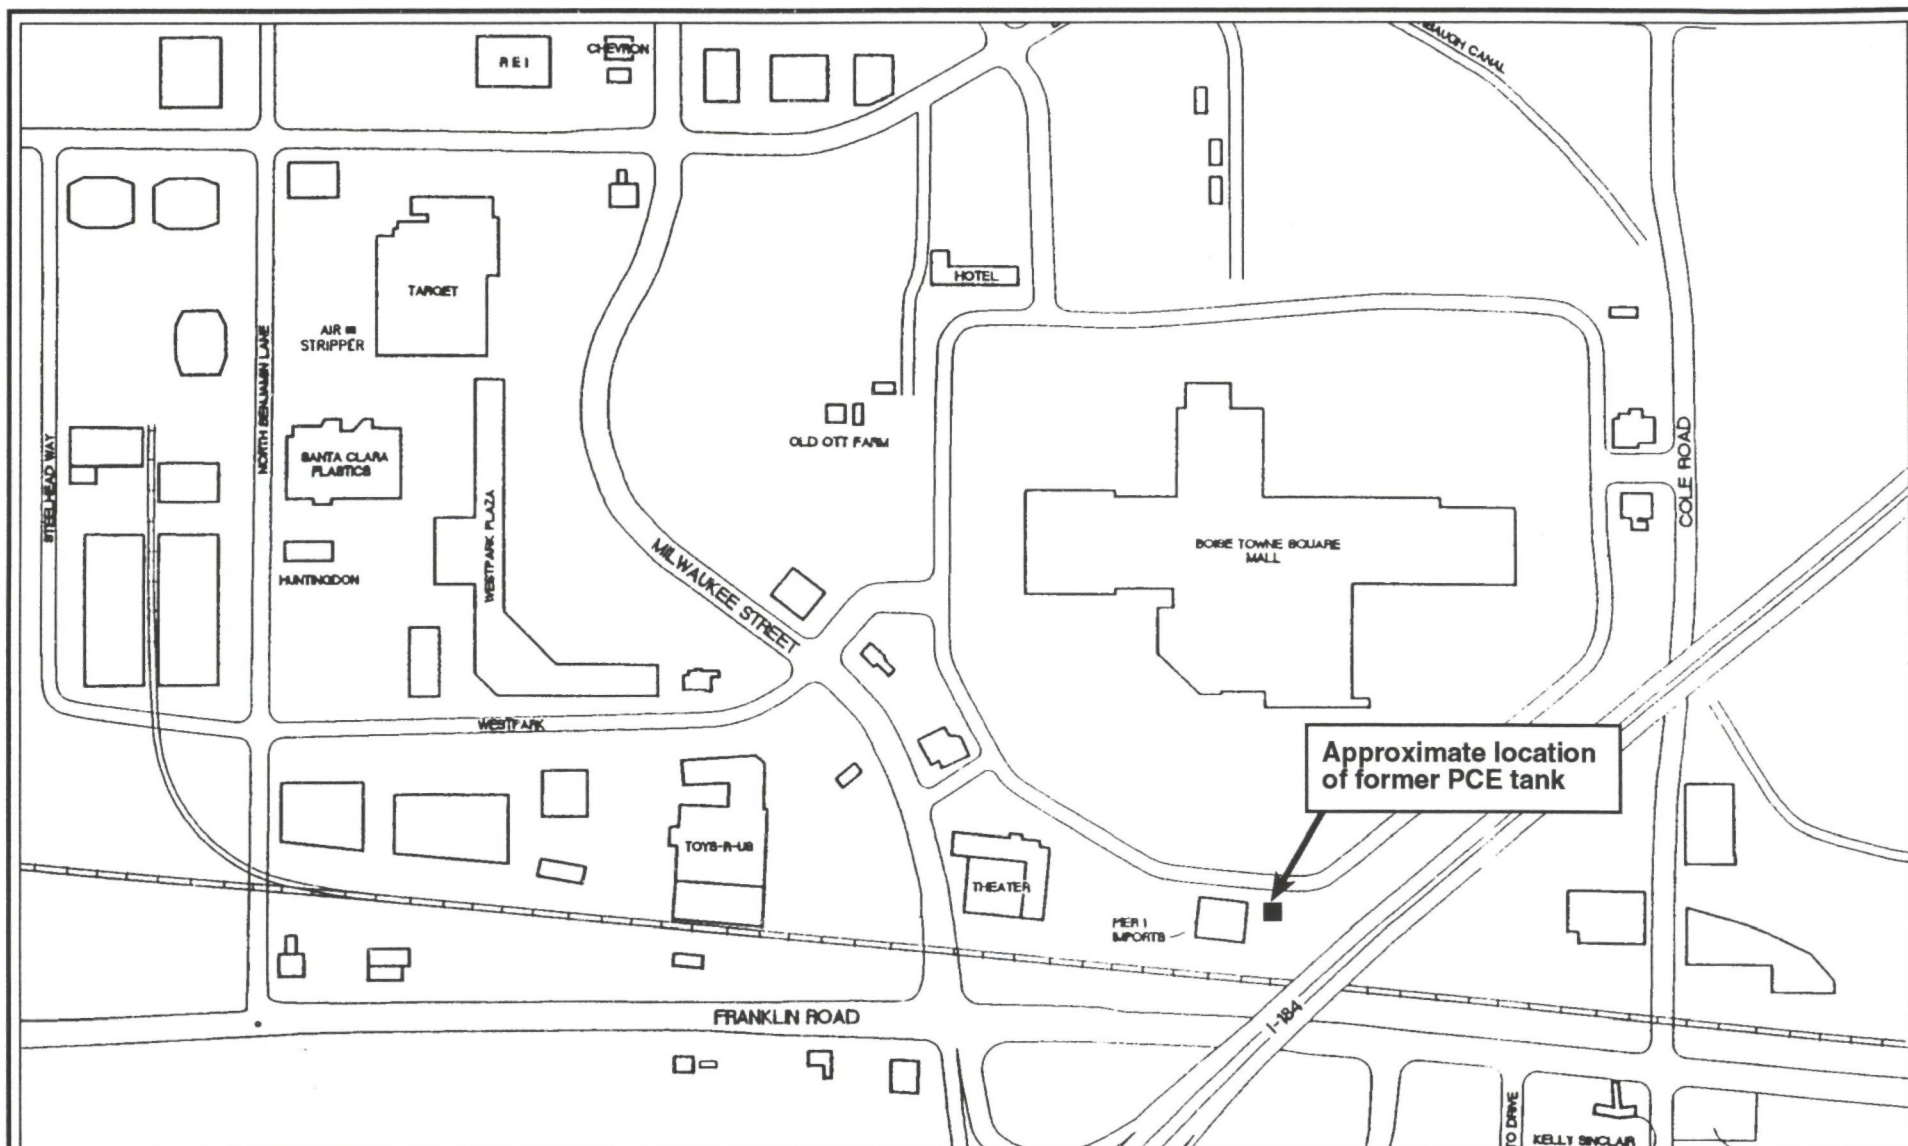 CHEVRON
R E I
BAUGH CANAL
HOTEL
TARGET
AIR
STRIPPER
NORTH BENJAMIN LANE
STEELHEAD WAY
SANTA CLARA
PLASTICS
OLD OTT FARM
COLE ROAD
WESTPARK PLAZA
HUNTINGDON
MILWAUKEE STREET
BOISE TOWNE SQUARE
MALL
WESTPARK
Approximate location
of former PCE tank
TOYS-R-US
THEATER
PIER 1
IMPORTS
FRANKLIN ROAD
I-184
TO DRIVE
KELLY SINCLAIR